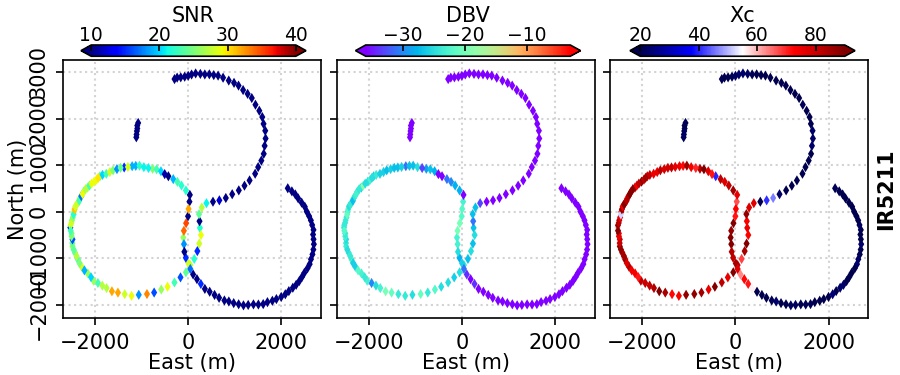 SNR DBV Xc
10 20 30 40 −30 −20 −10 20 40 60 80
North (m)
3000
2000
1000
0
−1000
−2000
IR5211
−2000 0 2000 −2000 0 2000 −2000 0 2000
East (m) East (m) East (m)